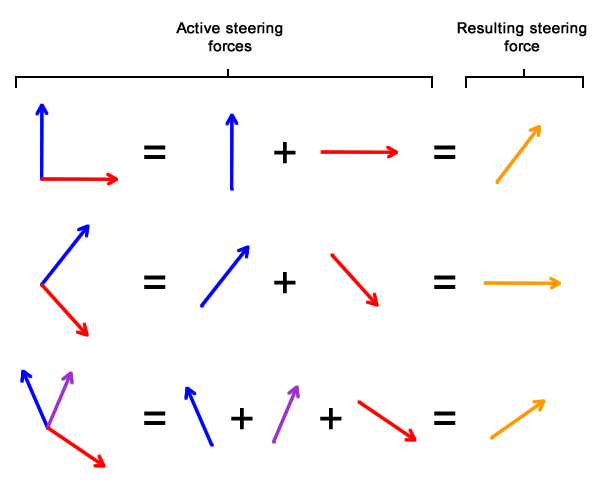 Active steering
forces
Resulting steering
force
= + =
= + =
= + + =